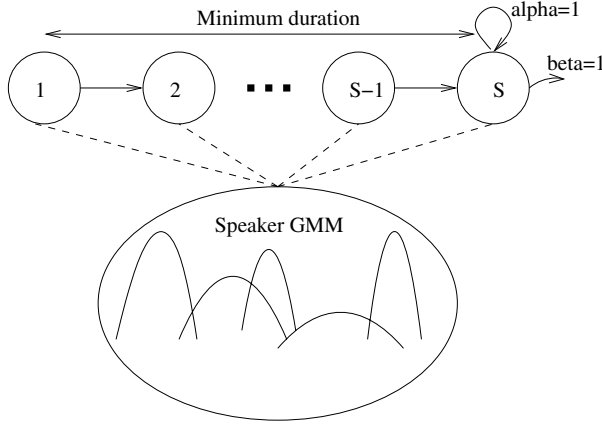 Minimum duration
alpha=1
beta=1
1
2
S-1
S
Speaker GMM